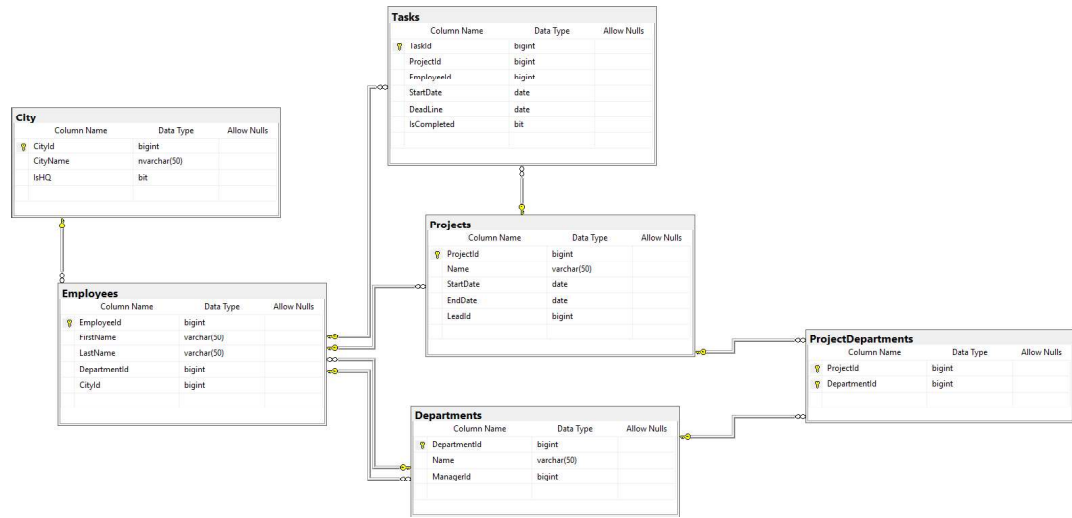 Tasks
Column Name Data Type Allow Nulls
TaskId bigint
ProjectId bigint
EmployeeId bigint
StartDate date
DeadLine date
IsCompleted bit
City
Column Name Data Type Allow Nulls
CityId bigint
CityName nvarchar(50)
IsHQ bit
Projects
Column Name Data Type Allow Nulls
ProjectId bigint
Name varchar(50)
StartDate date
EndDate date
LeadId bigint
Employees
Column Name Data Type Allow Nulls
EmployeeId bigint
FirstName varchar(50)
LastName varchar(50)
DepartmentId bigint
CityId bigint
ProjectDepartments
Column Name Data Type Allow Nulls
ProjectId bigint
DepartmentId bigint
Departments
Column Name Data Type Allow Nulls
DepartmentId bigint
Name varchar(50)
ManagerId bigint